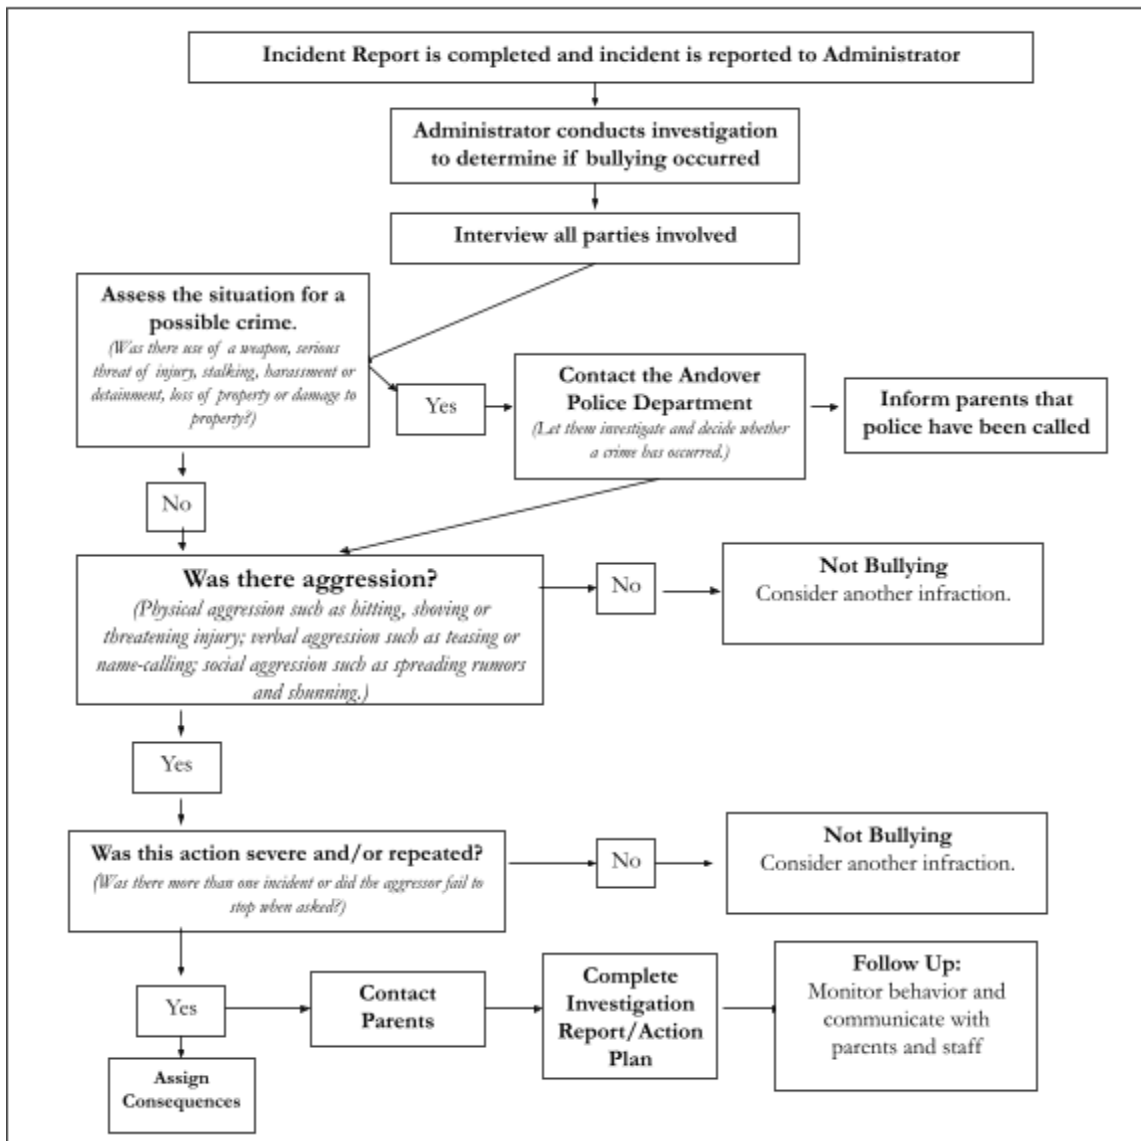 Incident Report is completed and incident is reported to Administrator
Administrator conducts investigation
to determine if bullying occurred
Interview all parties involved
Assess the situation for a
possible crime.
(Was there use of a weapon, serious
threat of injury, stalking, harassment or
detainment, loss of property or damage to
property?)
Yes
Contact the Andover
Police Department
(Let them investigate and decide whether
a crime has occurred.)
Inform parents that
police have been called
No
Was there aggression?
(Physical aggression such as hitting, shoving or
threatening injury; verbal aggression such as teasing or
name-calling; social aggression such as spreading rumors
and shunning.)
No
Not Bullying
Consider another infraction.
Yes
Was this action severe and/or repeated?
(Was there more than one incident or did the aggressor fail to
stop when asked?)
No
Not Bullying
Consider another infraction.
Yes
Contact
Parents
Complete
Investigation
Report/Action
Plan
Follow Up:
Monitor behavior and
communicate with
parents and staff
Assign
Consequences